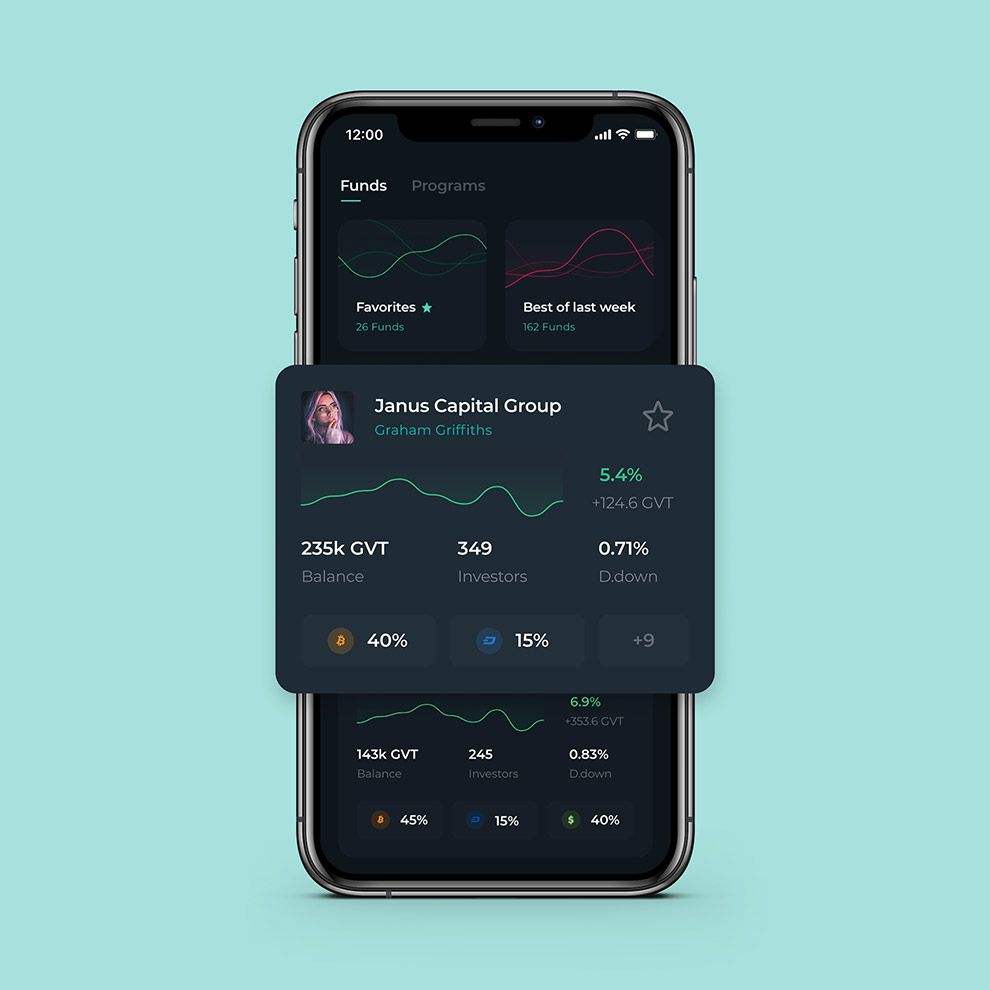 12:00
Funds Programs
Favorites
26 Funds
Best of last week
162 Funds
Janus Capital Group
Graham Griffiths
5.4%
+124.6 GVT
235k GVT 349 0.71%
Balance Investors D.down
40% 15% +9
6.9%
+353.6 GVT
143k GVT 245 0.83%
Balance Investors D.down
45% 15% $ 40%